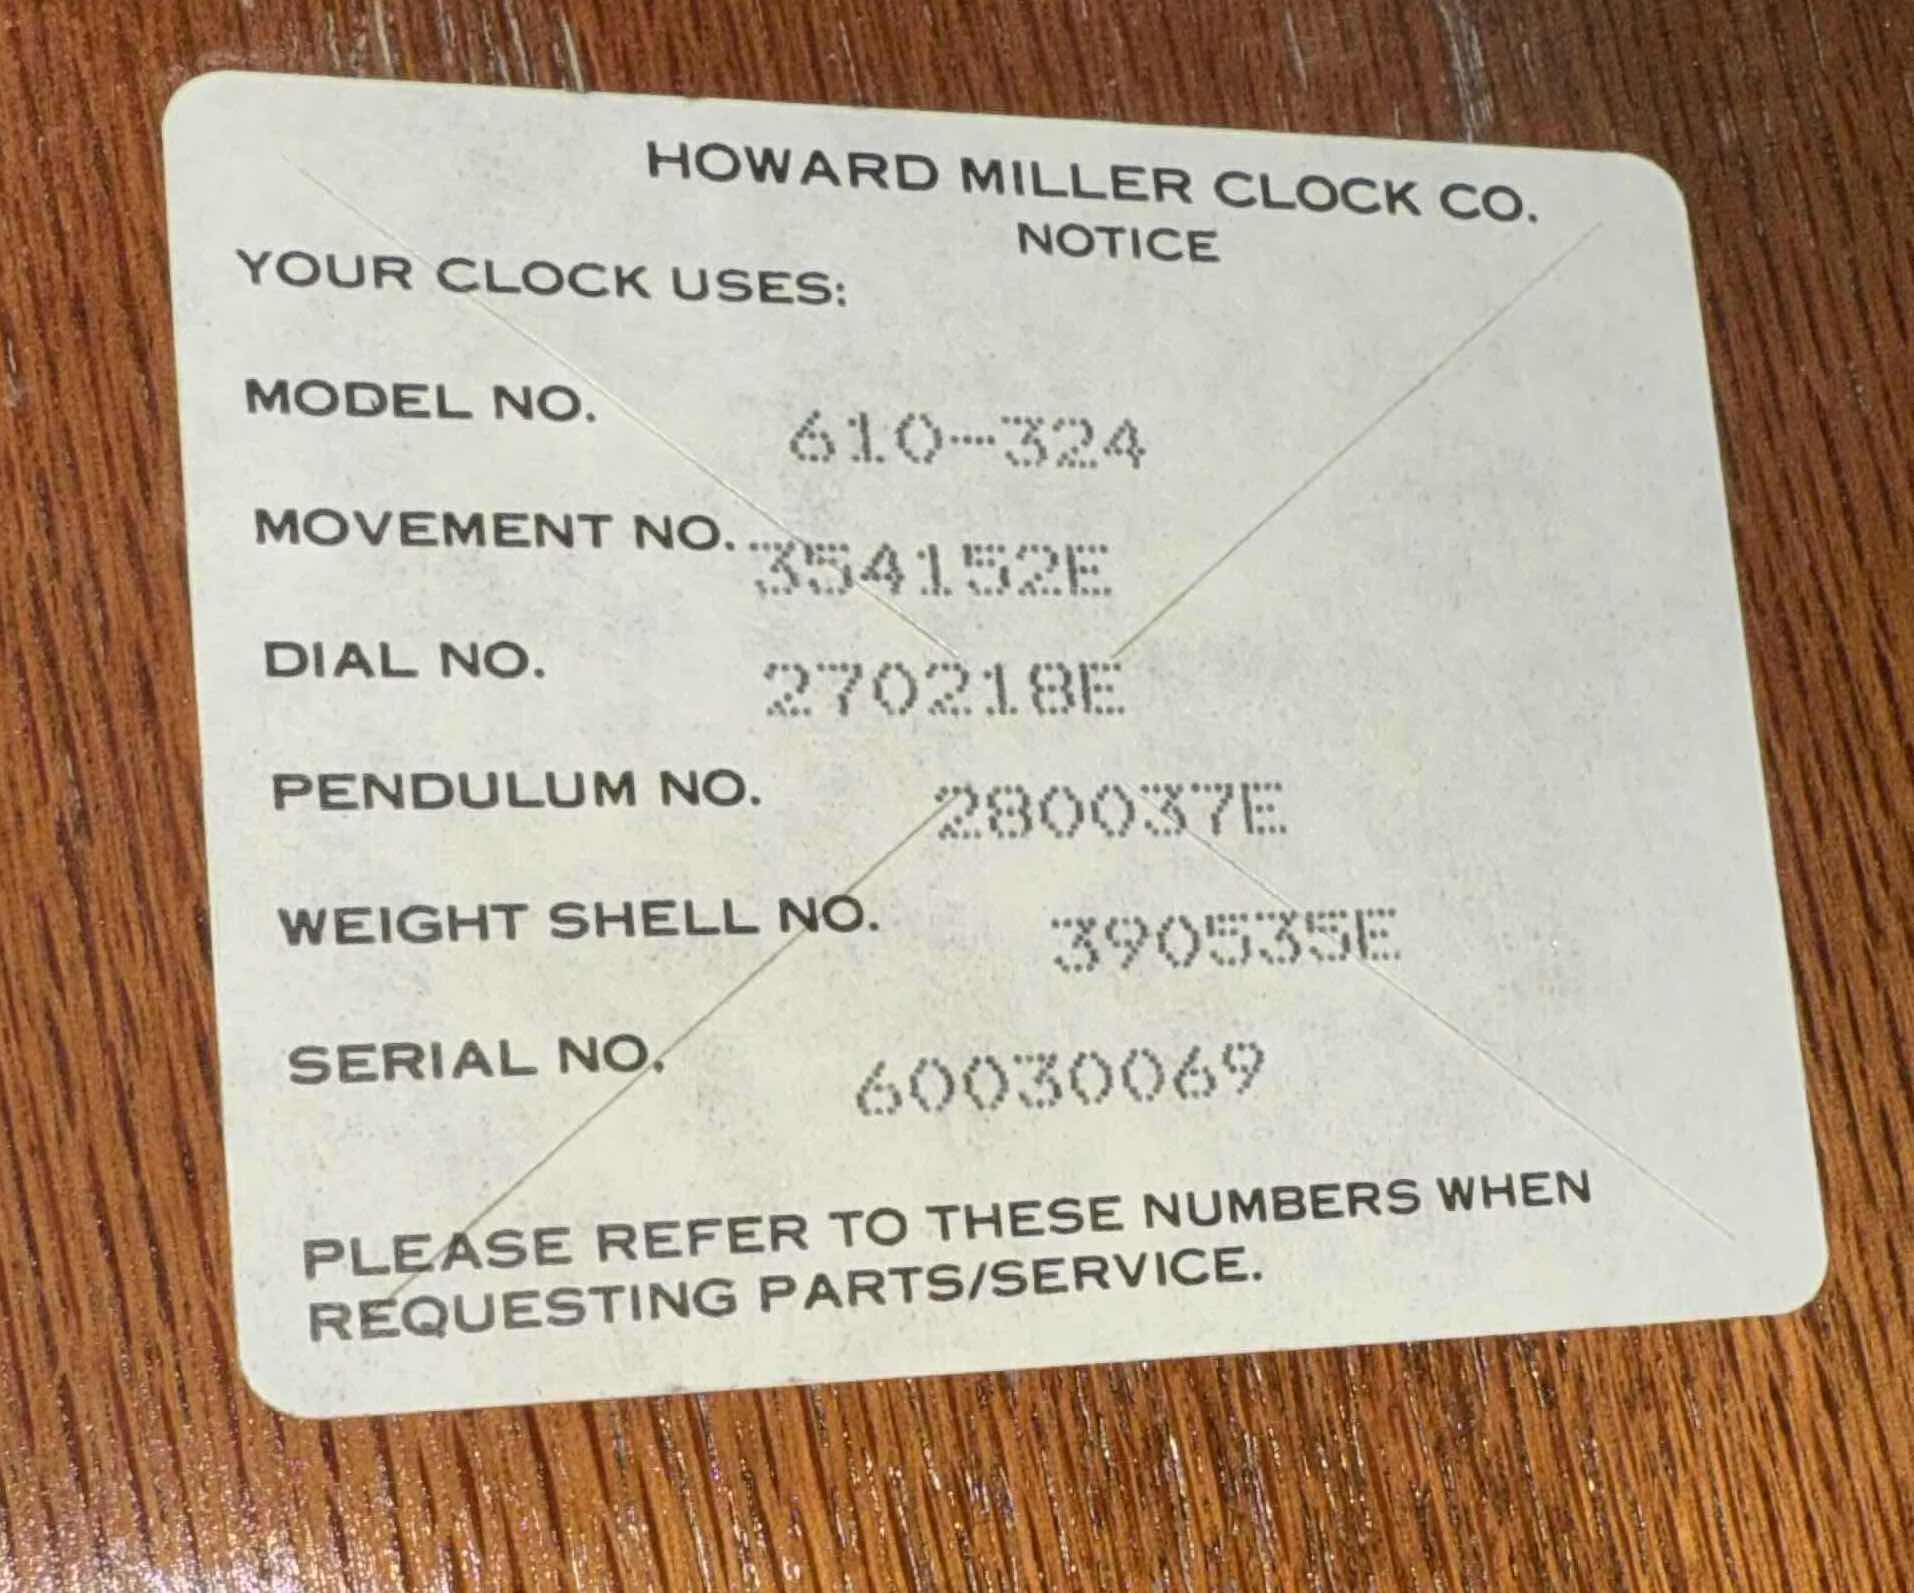 HOWARD MILLER CLOCK CO.
NOTICE
YOUR CLOCK USES:
MODEL NO. 610-324
MOVEMENT NO. 354152E
DIAL NO. 270218E
PENDULUM NO. 280037E
WEIGHT SHELL NO. 390535E
SERIAL NO. 60030069
PLEASE REFER TO THESE NUMBERS WHEN
REQUESTING PARTS/SERVICE.